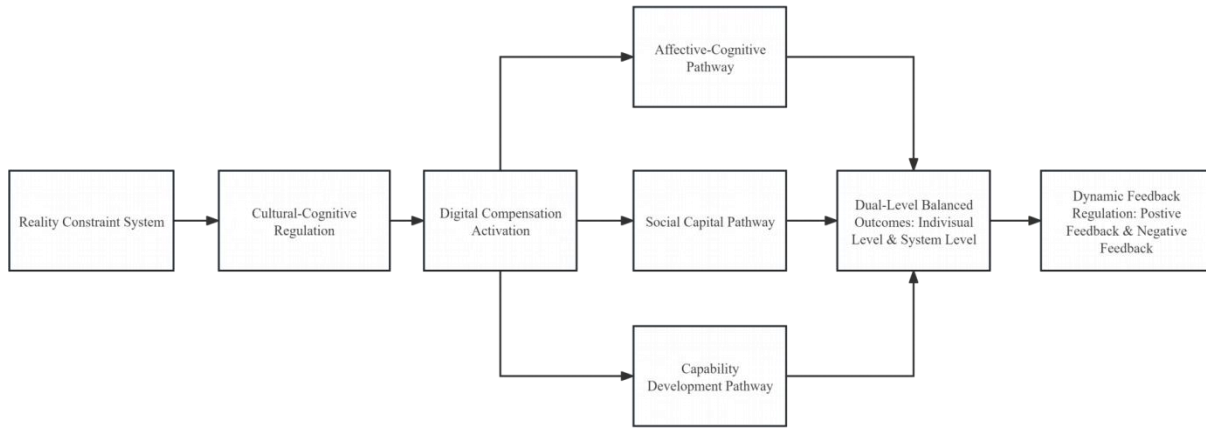 Affective-Cognitive
Pathway
Reality Constraint System
Cultural-Cognitive
Regulation
Digital Compensation
Activation
Social Capital Pathway
Dual-Level Balanced
Outcomes: Indivisual
Level & System Level
Dynamic Feedback
Regulation: Postive
Feedback & Negative
Feedback
Capability
Development Pathway